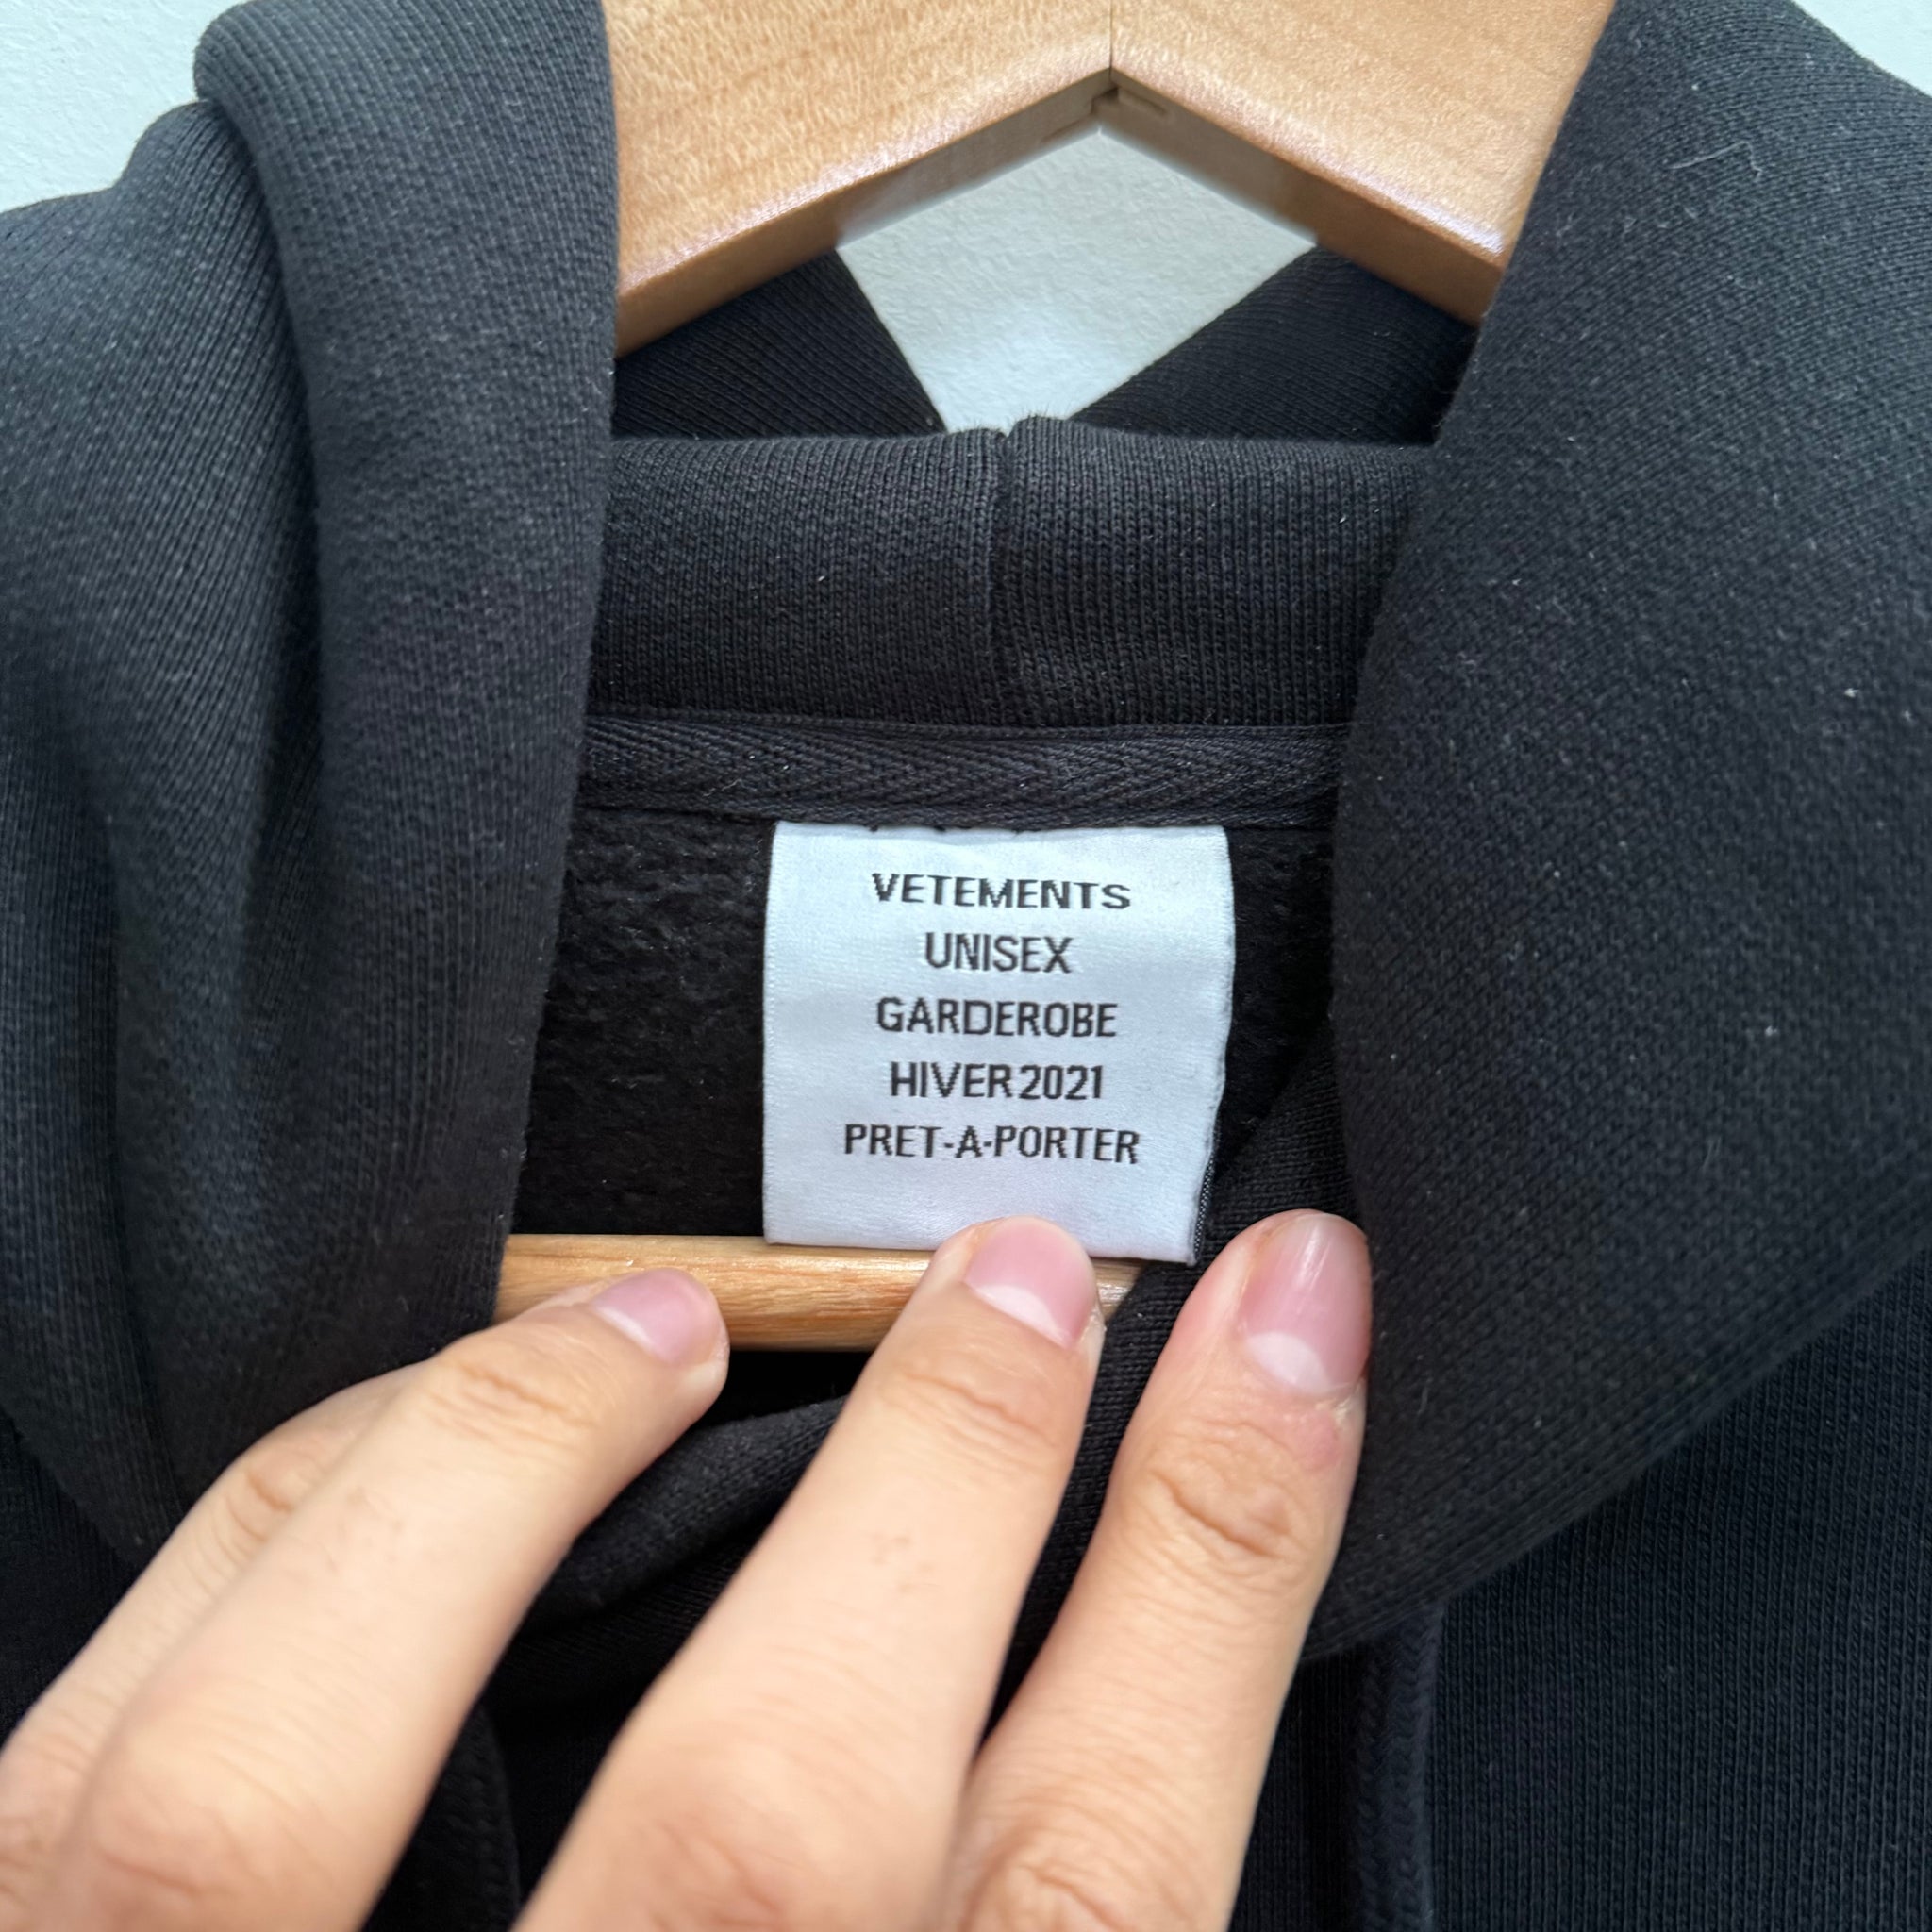 VETEMENTS
UNISEX
GARDEROBE
HIVER 2021
PRET-A-PORTER